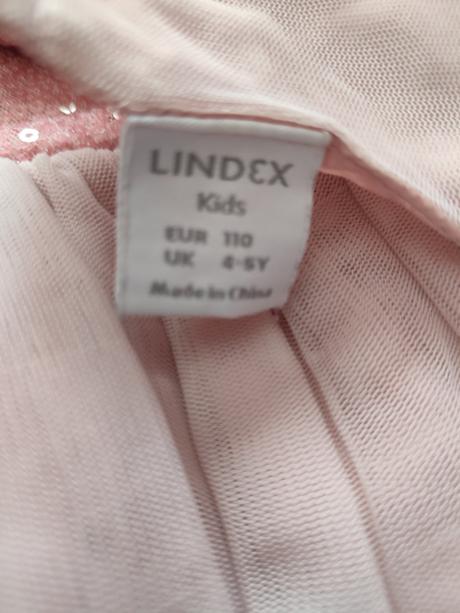 LINDEX
Kids
EUR 110
UK 4-5Y
Made in China